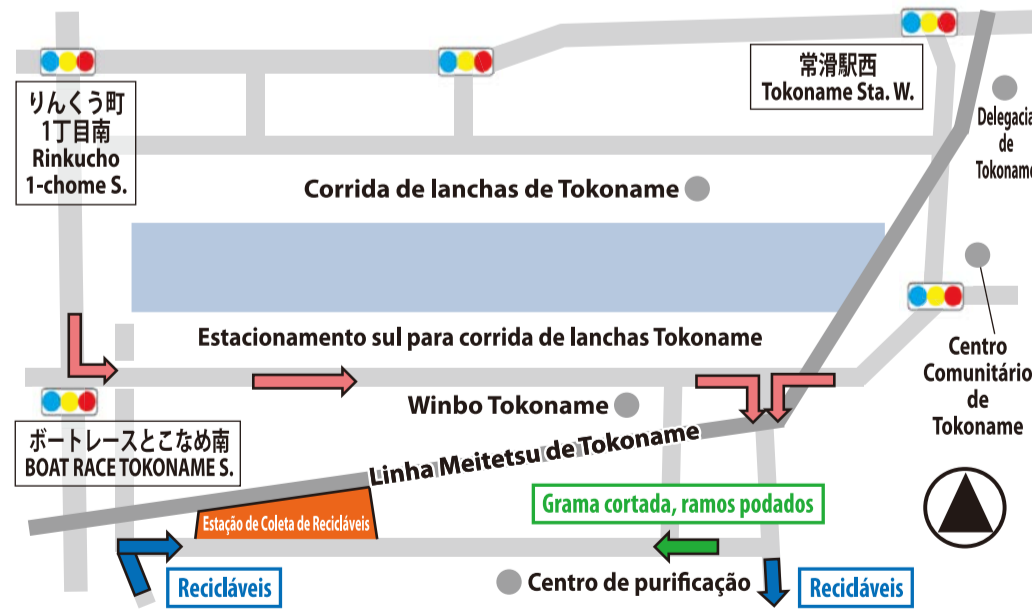 りんくう町
1丁目南
Rinkucho
1-chome S.
常滑駅西
Tokoname Sta. W.
Delegacia
de
Tokoname
Corrida de lanchas de Tokoname
Estacionamento sul para corrida de lanchas Tokoname
Centro
Comunitário
de
Tokoname
Winbo Tokoname
ボートレースとこなめ南
BOAT RACE TOKONAME S.
Linha Meitetsu de Tokoname
Grama cortada, ramos podados
Estação de Coleta de Recicláveis
Recicláveis
Centro de purificação
Recicláveis